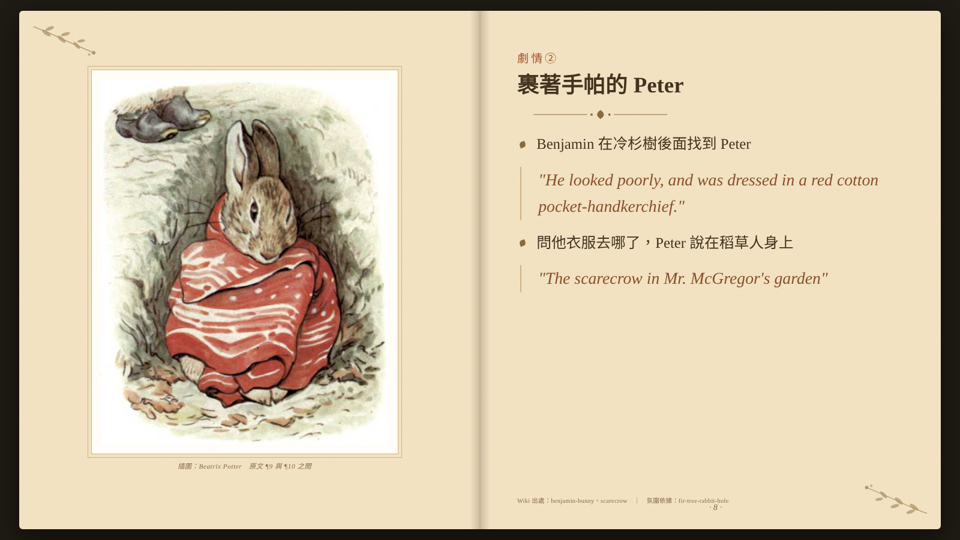 插圖：Beatrix Potter 原文 ¶9 與 ¶10 之間
劇情②
裹著手帕的 Peter
Benjamin 在冷杉樹後面找到 Peter
"He looked poorly, and was dressed in a red cotton
pocket-handkerchief."
問他衣服去哪了，Peter 說在稻草人身上
"The scarecrow in Mr. McGregor's garden"
Wiki 出處：benjamin-bunny、scarecrow ｜ 氛圍依據：fir-tree-rabbit-hole
· 8 ·